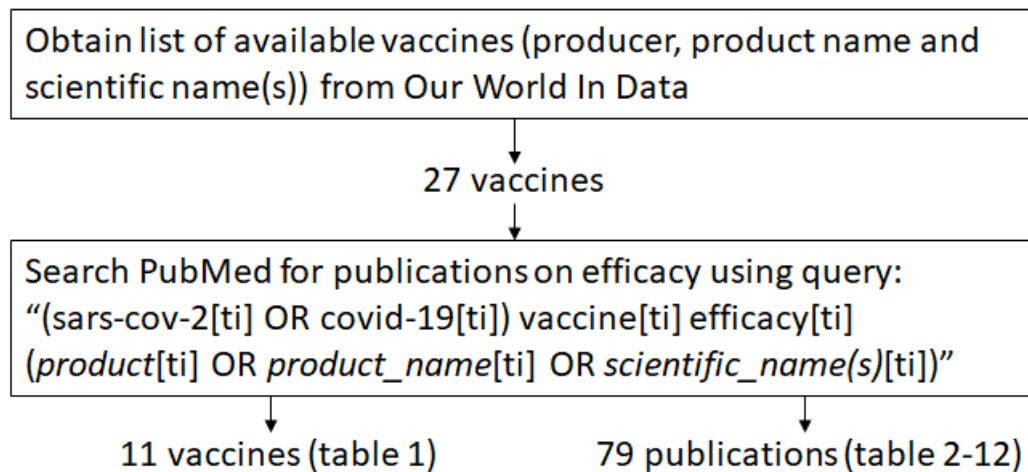 Obtain list of available vaccines (producer, product name and
scientific name(s)) from Our World In Data
27 vaccines
Search PubMed for publications on efficacy using query:
“(sars-cov-2[ti] OR covid-19[ti]) vaccine[ti] efficacy[ti]
(product[ti] OR product_name[ti] OR scientific_name(s)[ti])”
11 vaccines (table 1)
79 publications (table 2-12)